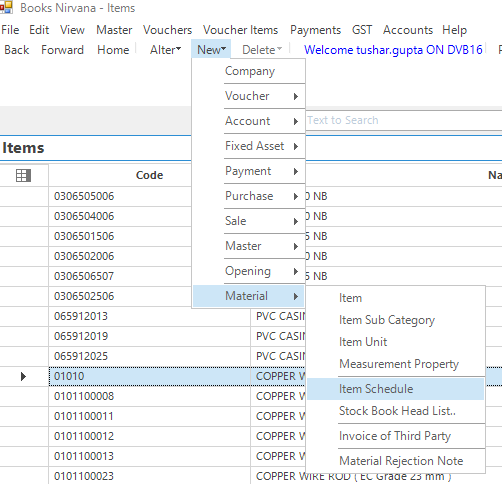 Books Nirvana - Items
File Edit View Master Vouchers Voucher Items Payments GST Accounts Help
Back Forward Home Alter New Delete Welcome tushar.gupta ON DVB16
Company
Voucher
Text to Search
Account
Items
Fixed Asset
Code Na
Payment
0306505006 0 NB
Purchase
0306504006 0 NB
Sale
0306501506 5 NB
Master
0306502006 0 NB
Opening
0306506507 5 NB
Material
0306502506
Item
065912013 PVC CASIN
Item Sub Category
065912019 PVC CASIN
Item Unit
065912025 PVC CASIN
Measurement Property
01010 COPPER W
Item Schedule
0101100008 COPPER W
Stock Book Head List..
0101100011 COPPER W
0101100012 COPPER W
Invoice of Third Party
0101100013 COPPER W
Material Rejection Note
0101100023 COPPER WIRE ROD ( EC Grade 23 mm )